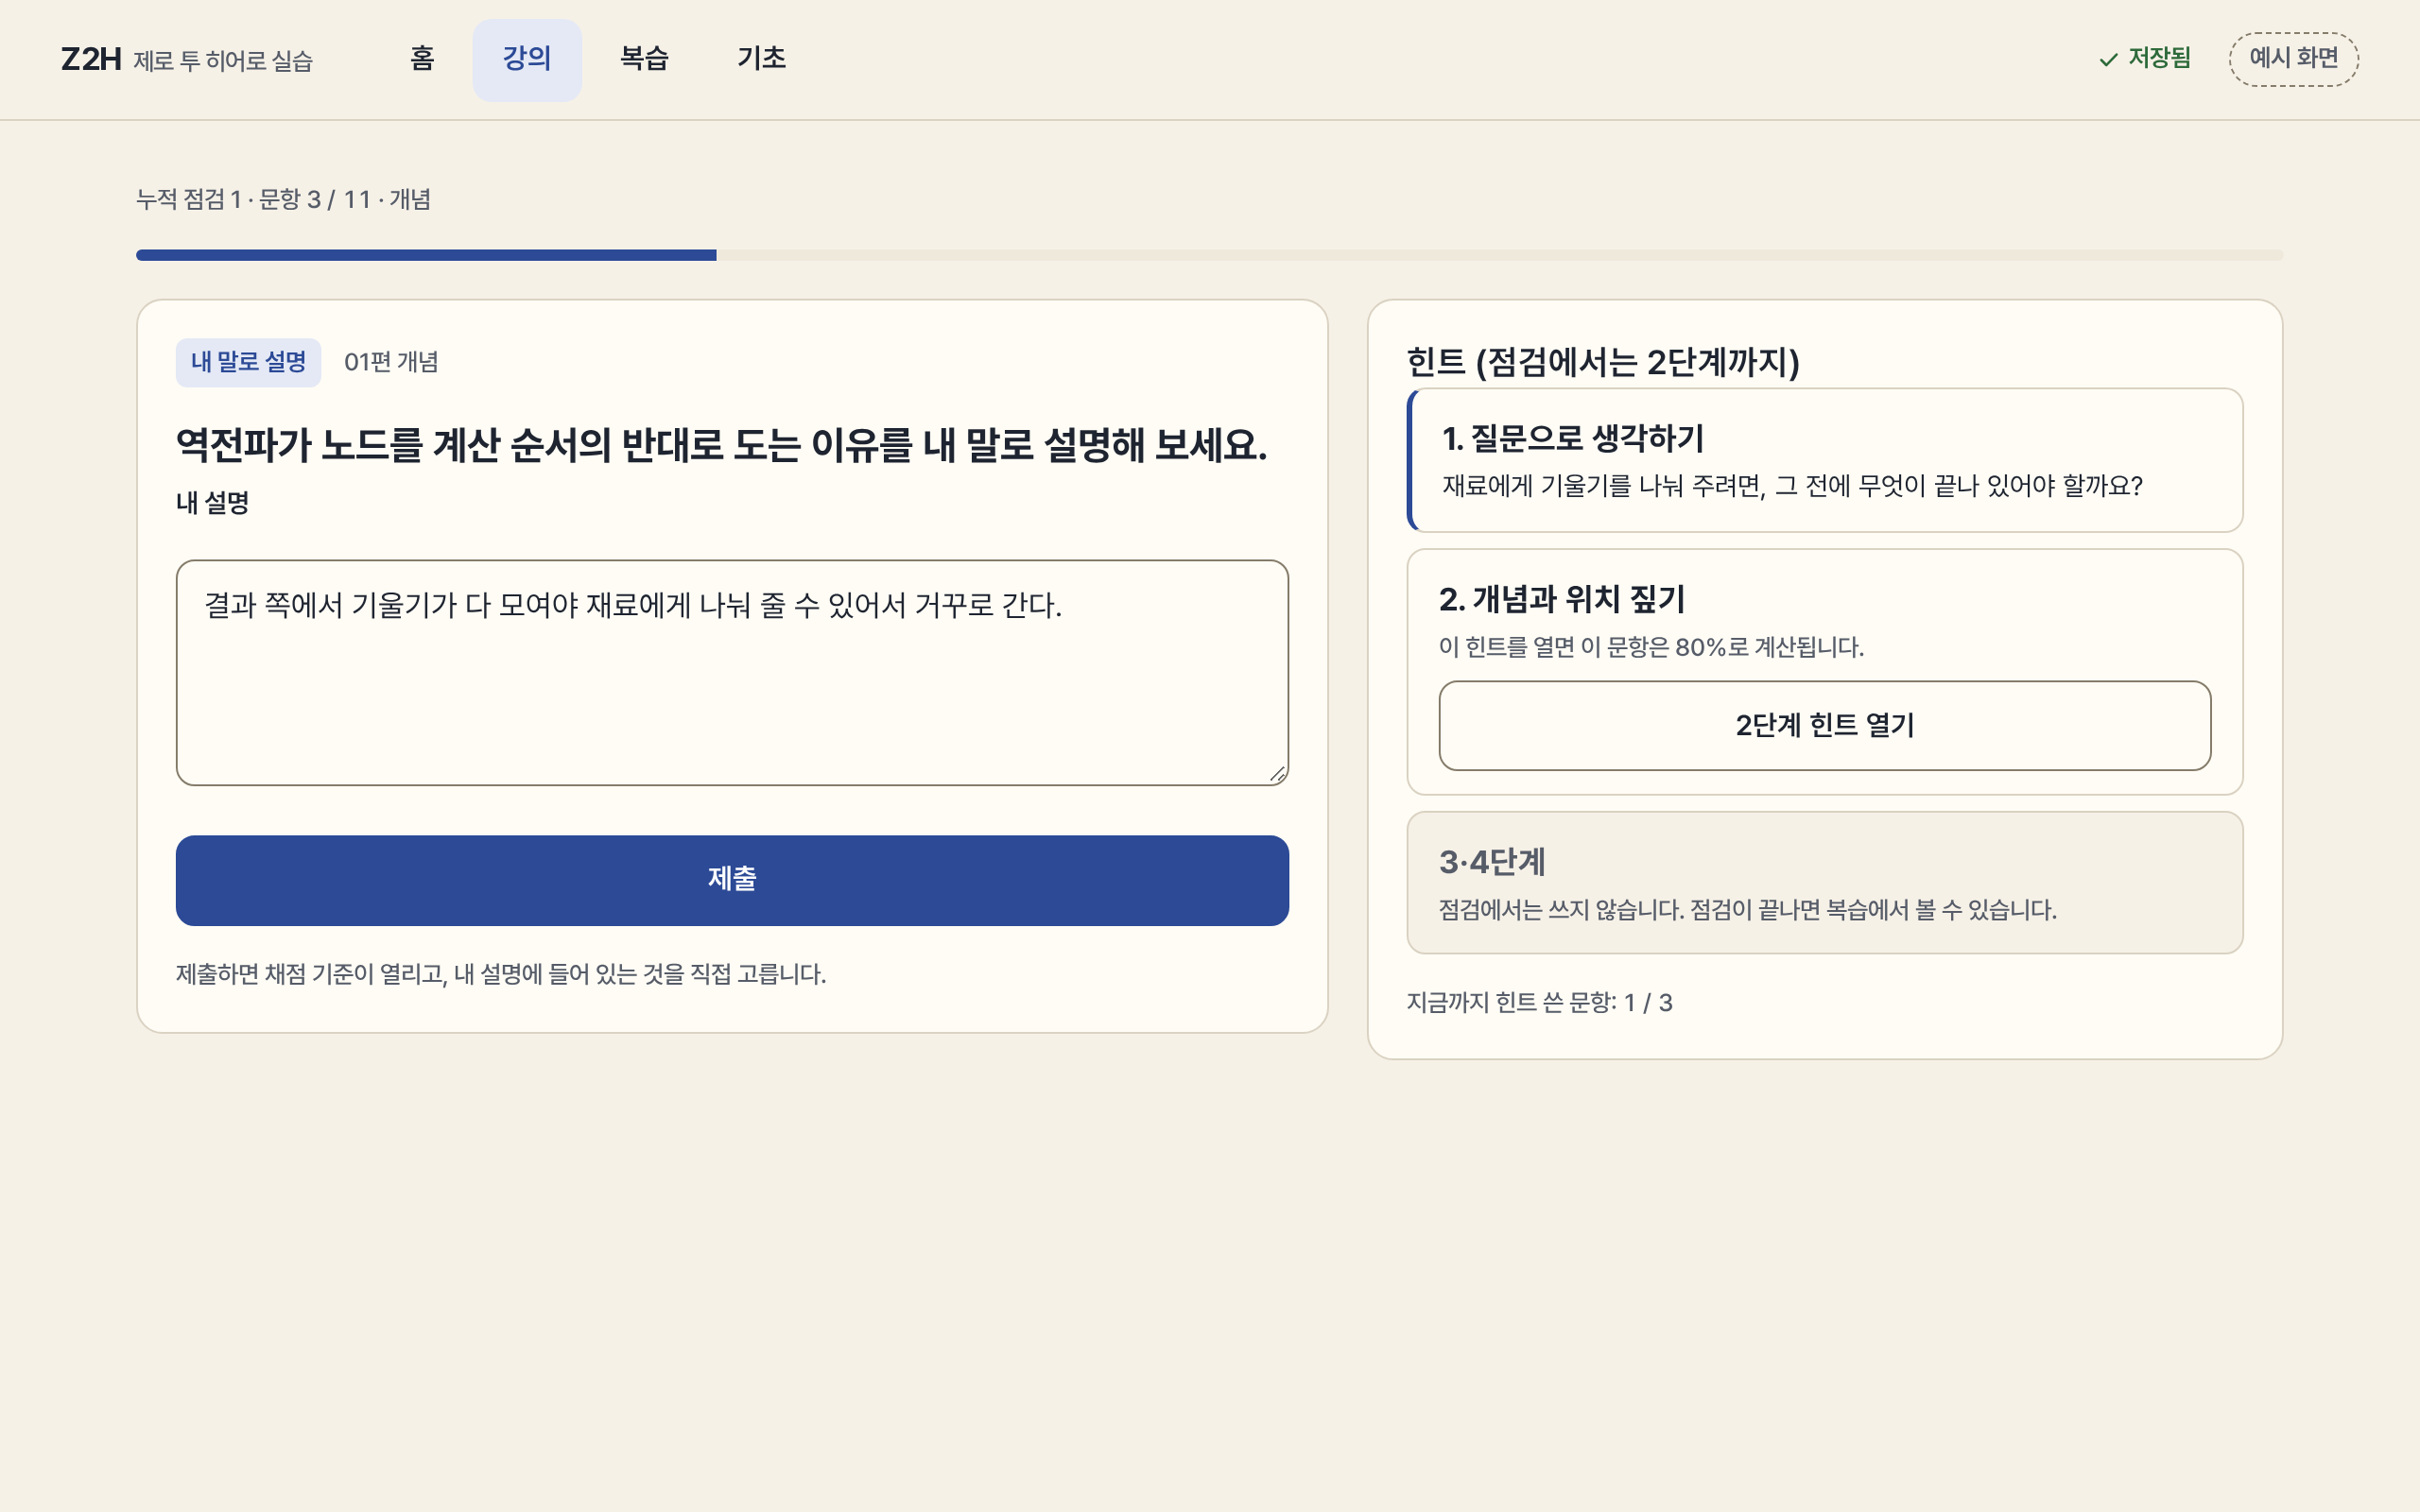 Z2H 제로 투 히어로 실습
홈
강의
복습
기초
저장됨
예시 화면
누적 점검 1 · 문항 3 / 11 · 개념
내 말로 설명
01편 개념
역전파가 노드를 계산 순서의 반대로 도는 이유를 내 말로 설명해 보세요.
내 설명
결과 쪽에서 기울기가 다 모여야 재료에게 나눠 줄 수 있어서 거꾸로 간다.
제출
제출하면 채점 기준이 열리고, 내 설명에 들어 있는 것을 직접 고릅니다.
힌트 (점검에서는 2단계까지)
1. 질문으로 생각하기
재료에게 기울기를 나눠 주려면, 그 전에 무엇이 끝나 있어야 할까요?
2. 개념과 위치 짚기
이 힌트를 열면 이 문항은 80%로 계산됩니다.
2단계 힌트 열기
3·4단계
점검에서는 쓰지 않습니다. 점검이 끝나면 복습에서 볼 수 있습니다.
지금까지 힌트 쓴 문항: 1 / 3